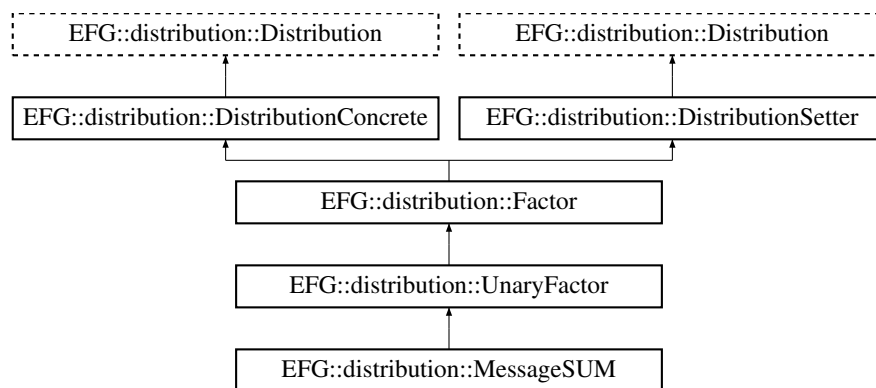 EFG::distribution::Distribution
EFG::distribution::Distribution
EFG::distribution::DistributionConcrete
EFG::distribution::DistributionSetter
EFG::distribution::Factor
EFG::distribution::UnaryFactor
EFG::distribution::MessageSUM